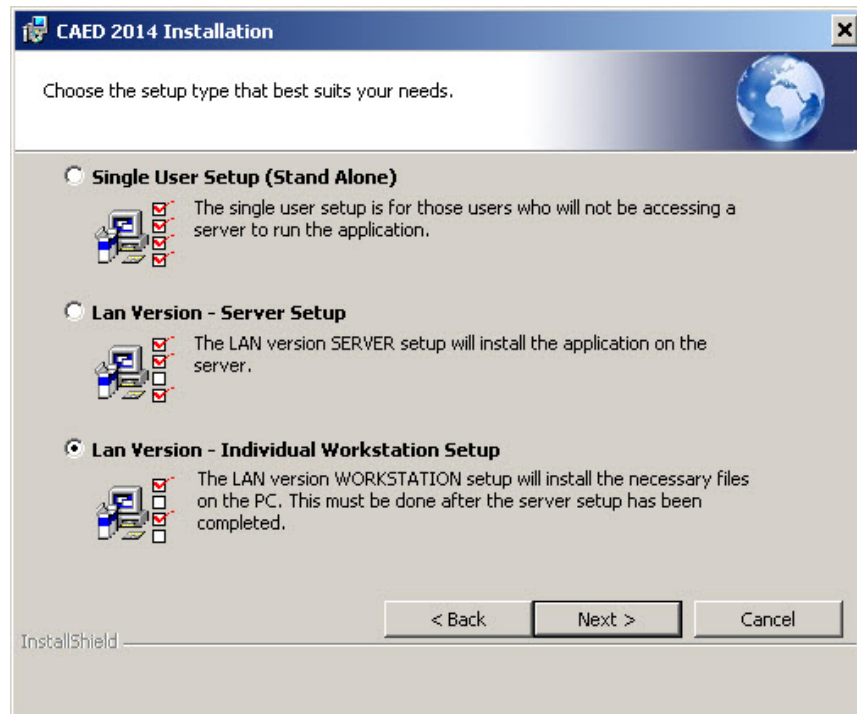 CAED 2014 Installation
Choose the setup type that best suits your needs.
Single User Setup (Stand Alone)
The single user setup is for those users who will not be accessing a
server to run the application.
Lan Version - Server Setup
The LAN version SERVER setup will install the application on the
server.
Lan Version - Individual Workstation Setup
The LAN version WORKSTATION setup will install the necessary files
on the PC. This must be done after the server setup has been
completed.
< Back Next > Cancel
InstallShield